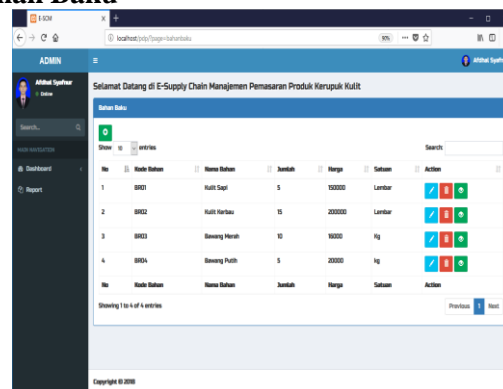 han Baku
E-SCM
localhost/pdp/?page=bahanbaku
90%
ADMIN
Afdhal Syafnur
Afdhal Syafnur
Online
Search...
MAIN NAVIGATION
Dashboard
Report
Selamat Datang di E-Supply Chain Manajemen Pemasaran Produk Kerupuk Kulit
Bahan Baku
Show 10 entries
Search:
No Kode Bahan Nama Bahan Jumlah Harga Satuan Action
1 BR01 Kulit Sapi 5 150000 Lembar
2 BR02 Kulit Kerbau 15 200000 Lembar
3 BR03 Bawang Merah 10 16000 Kg
4 BR04 Bawang Putih 5 20000 kg
No Kode Bahan Nama Bahan Jumlah Harga Satuan Action
Showing 1 to 4 of 4 entries
Previous 1 Next
Copyright © 2018